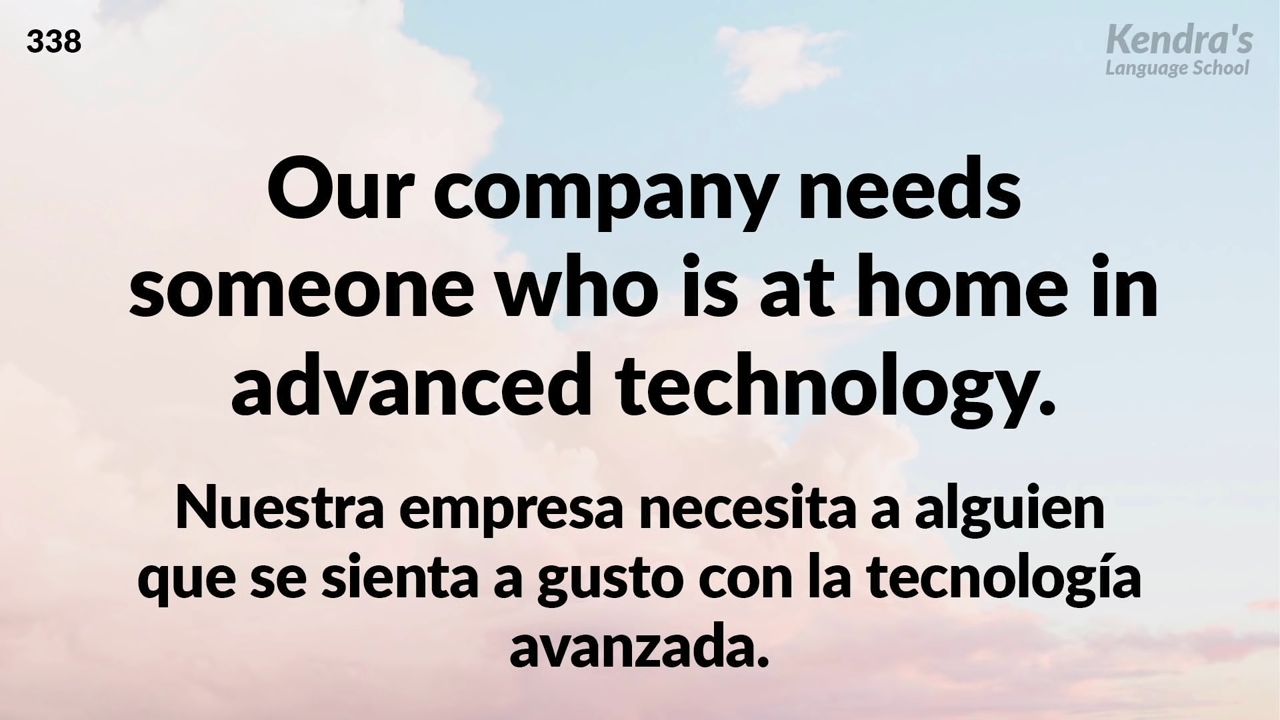 338
Kendra's
Language School
Our company needs
someone who is at home in
advanced technology.
Nuestra empresa necesita a alguien
que se sienta a gusto con la tecnología
avanzada.